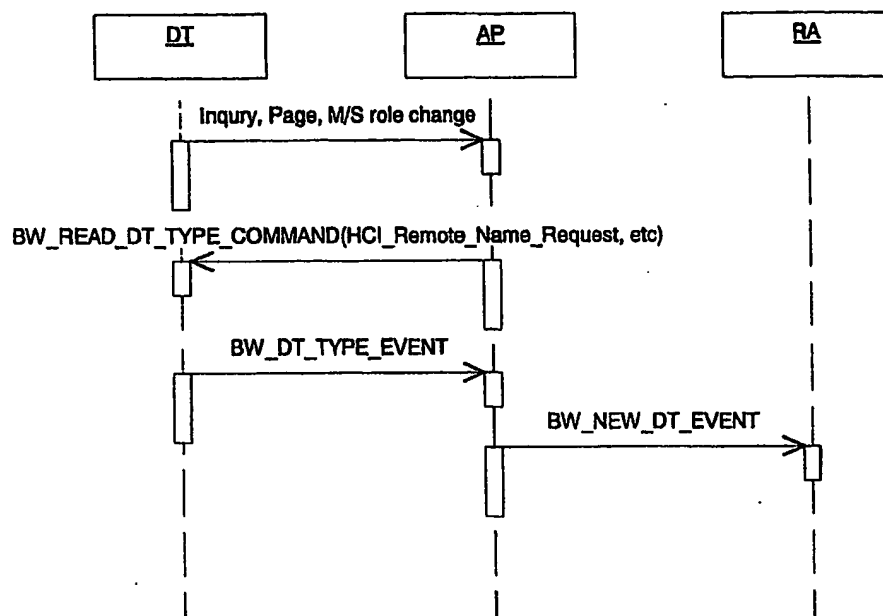 DT AP RA
Inqury, Page, M/S role change
BW_READ_DT_TYPE_COMMAND(HCI_Remote_Name_Request, etc)
BW_DT_TYPE_EVENT
BW_NEW_DT_EVENT